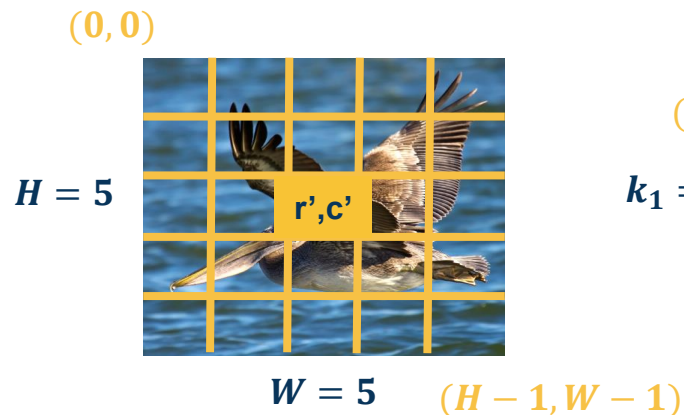 (0, 0)
(
H = 5
k₁ =
r’,c’
W = 5
(H − 1, W − 1)